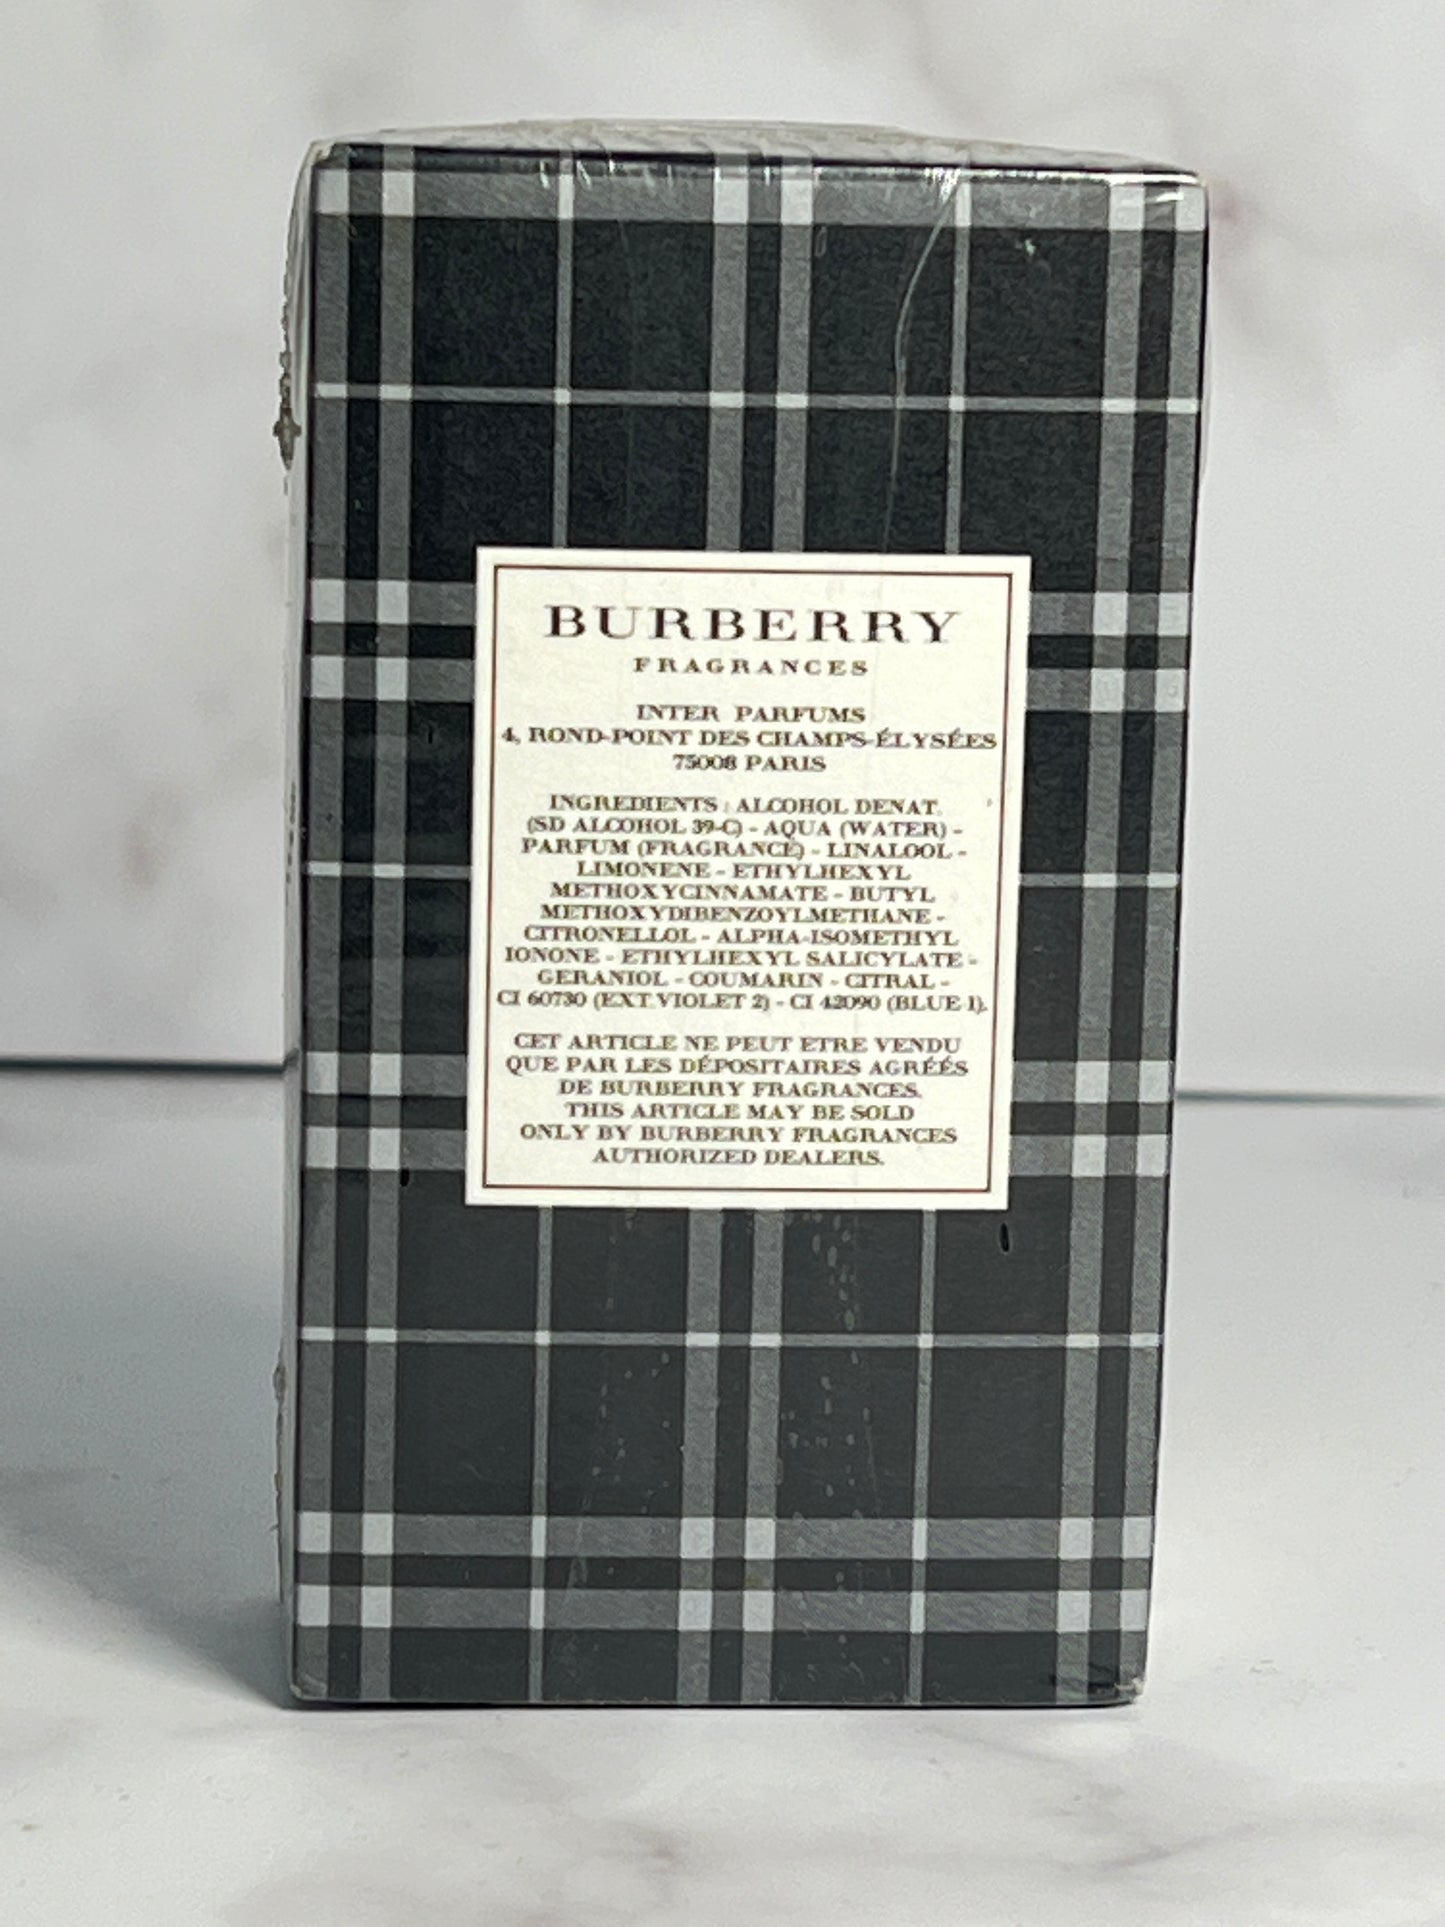 BURBERRY
FRAGRANCES
INTER PARFUMS
4, ROND-POINT DES CHAMPS-ÉLYSÉES
75008 PARIS
INGREDIENTS : ALCOHOL DENAT.
(SD ALCOHOL 39-C) - AQUA (WATER) -
PARFUM (FRAGRANCE) - LINALOOL -
LIMONENE - ETHYLHEXYL
METHOXYCINNAMATE - BUTYL
METHOXYDIBENZOYLMETHANE -
CITRONELLOL - ALPHA-ISOMETHYL
IONONE - ETHYLHEXYL SALICYLATE -
GERANIOL - COUMARIN - CITRAL -
CI 60730 (EXT. VIOLET 2) - CI 42090 (BLUE 1).
CET ARTICLE NE PEUT ETRE VENDU
QUE PAR LES DÉPOSITAIRES AGRÉÉS
DE BURBERRY FRAGRANCES.
THIS ARTICLE MAY BE SOLD
ONLY BY BURBERRY FRAGRANCES
AUTHORIZED DEALERS.